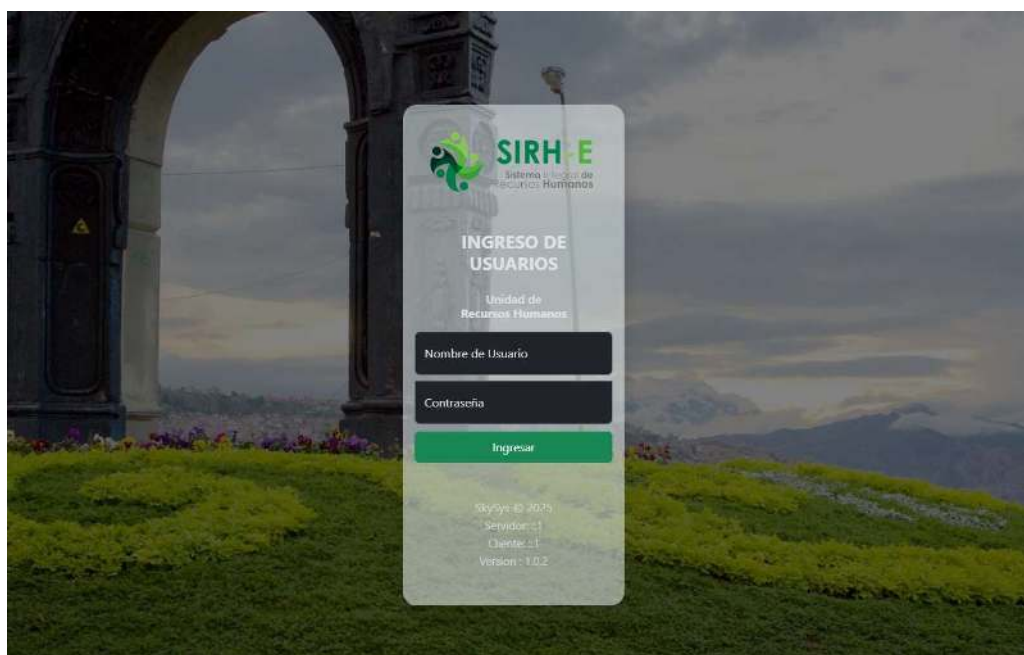 SIRH-E
Sistema Integral de
Recursos Humanos
INGRESO DE
USUARIOS
Unidad de
Recursos Humanos
Nombre de Usuario
Contraseña
Ingresar
SkySys © 2025
Servidor: ::1
Cliente: ::1
Version : 1.0.2